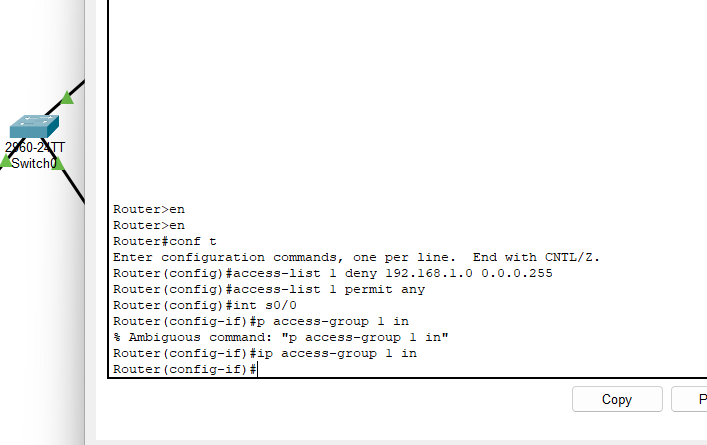 2960-24TT
Switch0
Router>en
Router>en
Router#conf t
Enter configuration commands, one per line.  End with CNTL/Z.
Router(config)#access-list 1 deny 192.168.1.0 0.0.0.255
Router(config)#access-list 1 permit any
Router(config)#int s0/0
Router(config-if)#p access-group 1 in
% Ambiguous command: "p access-group 1 in"
Router(config-if)#ip access-group 1 in
Router(config-if)#
Copy
P